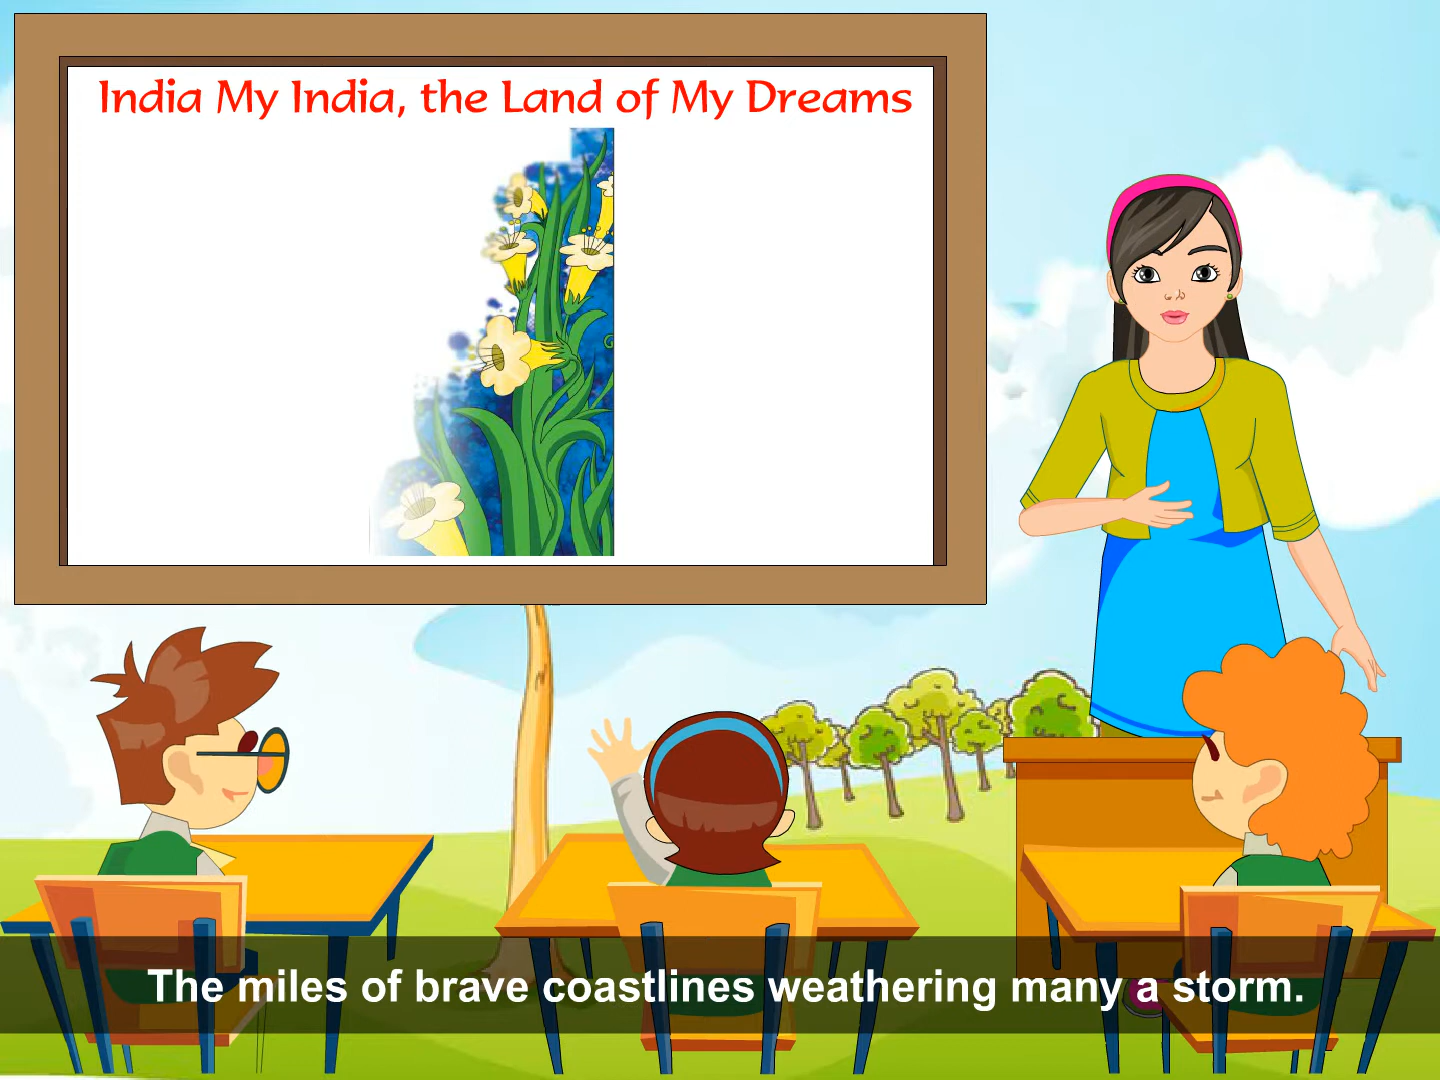 India My India, the Land of My Dreams
The miles of brave coastlines weathering many a storm.